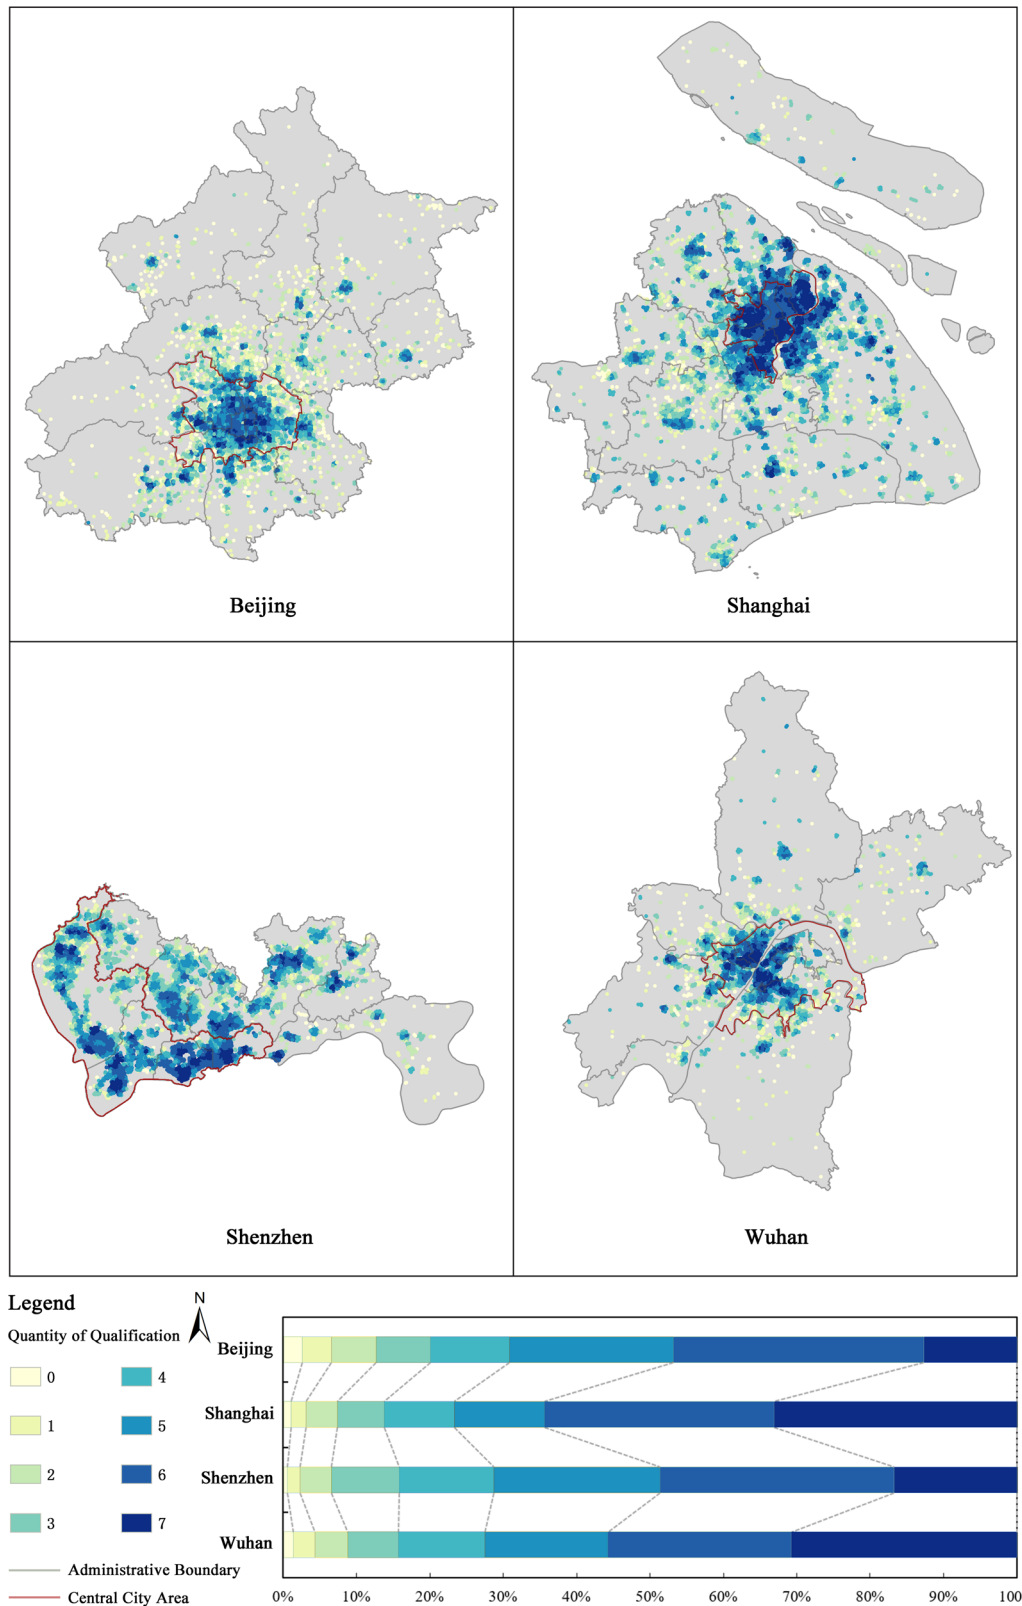 Beijing
Shanghai
Shenzhen
Wuhan
Legend
N
Quantity of Qualification
0
4
1
5
2
6
3
7
Administrative Boundary
Central City Area
Beijing
Shanghai
Shenzhen
Wuhan
0% 10% 20% 30% 40% 50% 60% 70% 80% 90% 100